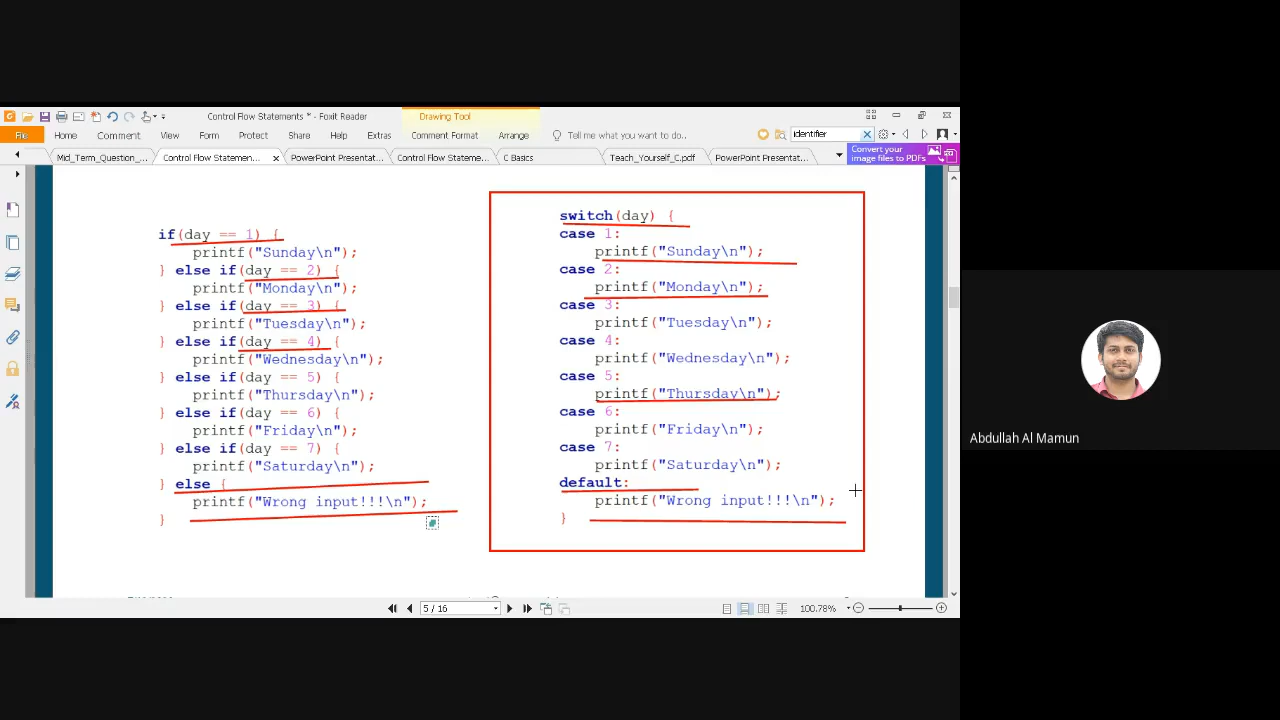 Control Flow Statements * - Foxit Reader
Drawing Tool
File
Home
Comment
View
Form
Protect
Share
Help
Extras
Comment Format
Arrange
Tell me what you want to do..
identifier
Mid_Term_Question_...
Control Flow Statemen...
PowerPoint Presentat...
Control Flow Stateme...
C Basics
Teach_Yourself_C.pdf
PowerPoint Presentat...
Convert your
image files to PDFs
if(day == 1) {
printf("Sunday\n");
} else if(day == 2) {
printf("Monday\n");
} else if(day == 3) {
printf("Tuesday\n");
} else if(day == 4) {
printf("Wednesday\n");
} else if(day == 5) {
printf("Thursday\n");
} else if(day == 6) {
printf("Friday\n");
} else if(day == 7) {
printf("Saturday\n");
} else {
printf("Wrong input!!!\n");
}
switch(day) {
case 1:
printf("Sunday\n");
case 2:
printf("Monday\n");
case 3:
printf("Tuesday\n");
case 4:
printf("Wednesday\n");
case 5:
printf("Thursday\n");
case 6:
printf("Friday\n");
case 7:
printf("Saturday\n");
default:
printf("Wrong input!!!\n");
}
5 / 16
100.78%
Abdullah Al Mamun